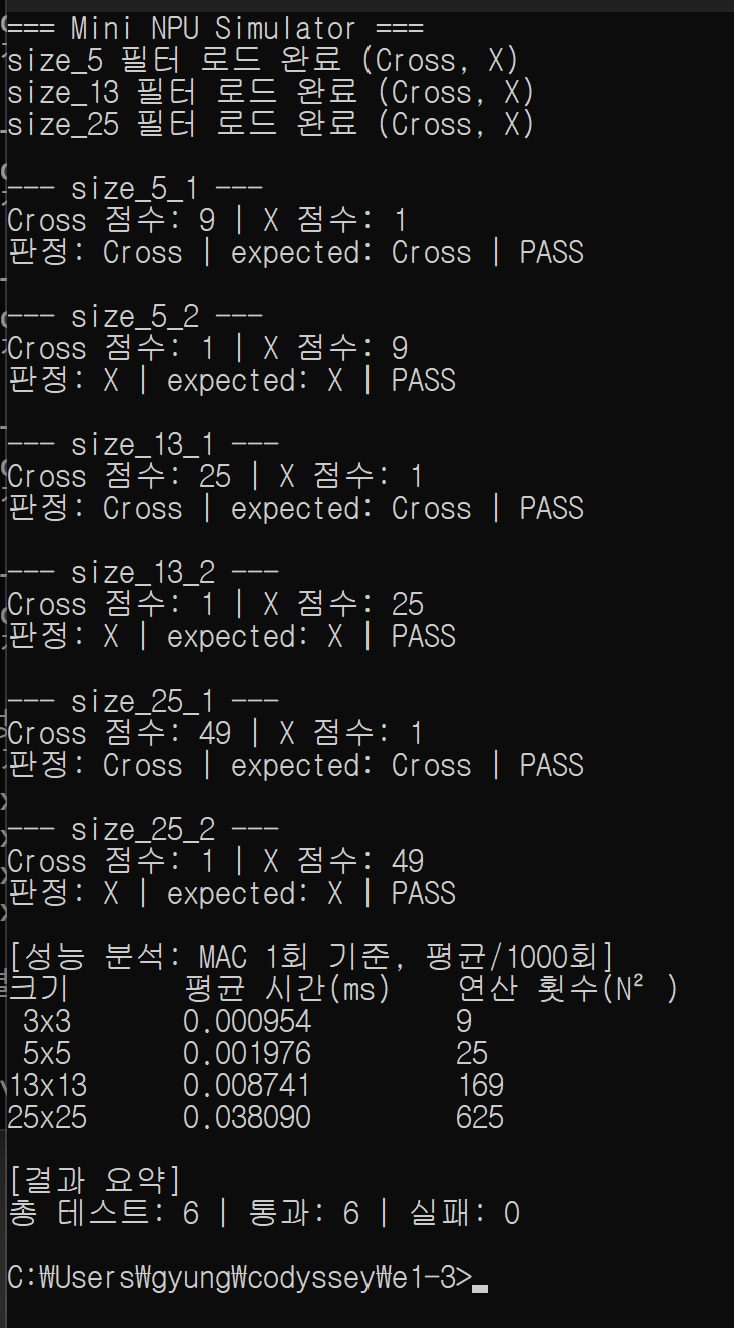 === Mini NPU Simulator ===
size_5 필터 로드 완료 (Cross, X)
size_13 필터 로드 완료 (Cross, X)
size_25 필터 로드 완료 (Cross, X)
--- size_5_1 ---
Cross 점수: 9 | X 점수: 1
판정: Cross | expected: Cross | PASS
--- size_5_2 ---
Cross 점수: 1 | X 점수: 9
판정: X | expected: X | PASS
--- size_13_1 ---
Cross 점수: 25 | X 점수: 1
판정: Cross | expected: Cross | PASS
--- size_13_2 ---
Cross 점수: 1 | X 점수: 25
판정: X | expected: X | PASS
--- size_25_1 ---
Cross 점수: 49 | X 점수: 1
판정: Cross | expected: Cross | PASS
--- size_25_2 ---
Cross 점수: 1 | X 점수: 49
판정: X | expected: X | PASS
[성능 분석: MAC 1회 기준, 평균/1000회]
크기 평균 시간(ms) 연산 횟수(N² )
3x3 0.000954 9
5x5 0.001976 25
13x13 0.008741 169
25x25 0.038090 625
[결과 요약]
총 테스트: 6 | 통과: 6 | 실패: 0
C:₩Users₩gyung₩codyssey₩e1-3>_